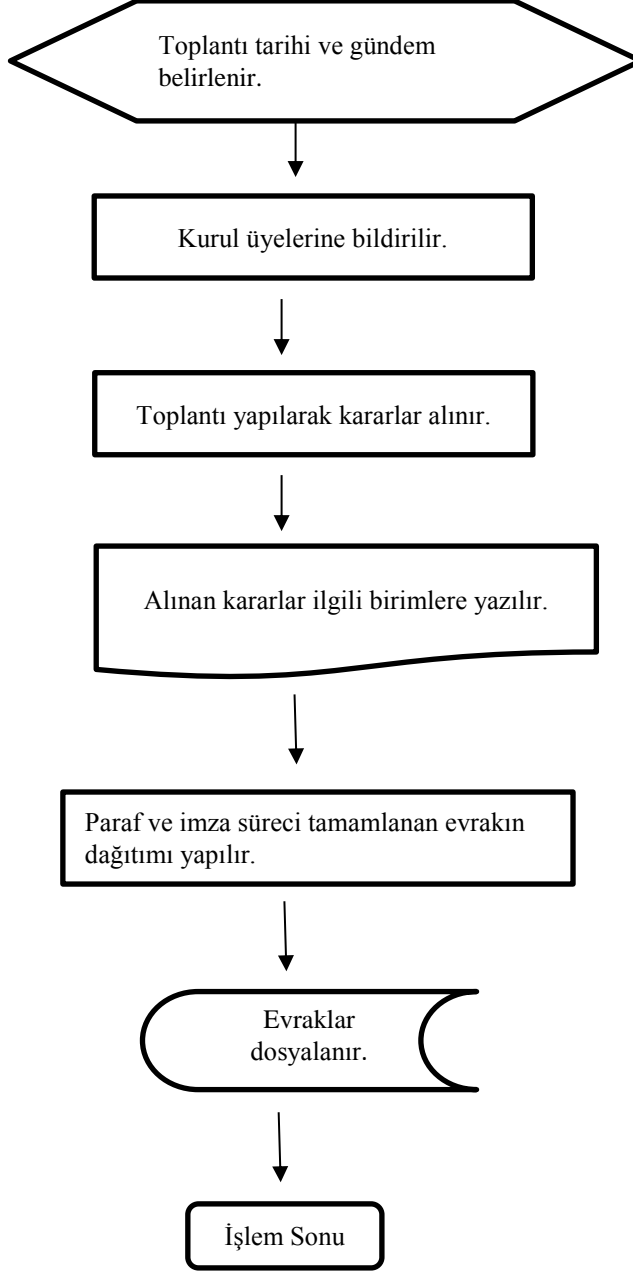 Toplantı tarihi ve gündem
belirlenir.
Kurul üyelerine bildirilir.
Toplantı yapılarak kararlar alınır.
Alınan kararlar ilgili birimlere yazılır.
Paraf ve imza süreci tamamlanan evrakın
dağıtımı yapılır.
Evraklar
dosyalanır.
İşlem Sonu